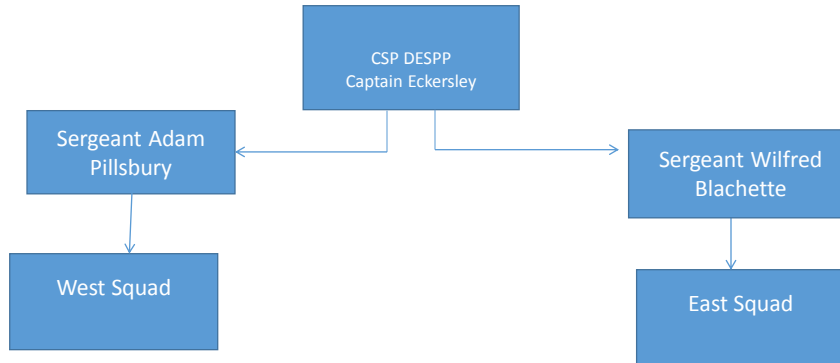 CSP DESPP
Captain Eckersley
Sergeant Adam
Pillsbury
Sergeant Wilfred
Blachette
West Squad
East Squad